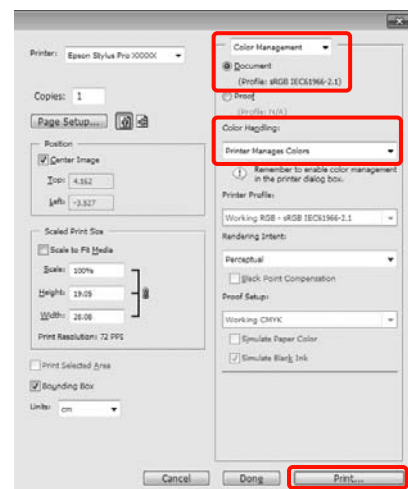 Printer: Epson Stylus Pro XXXXX
Copies: 1
Page Setup...
Position
Center Image
Top: 4.162
Left: -3.527
Scaled Print Size
Scale to Fit Media
Scale: 100%
Height: 19.05
Width: 28.08
Print Resolution: 72 PPI
Print Selected Area
Bounding Box
Units: cm
Color Management
Document
(Profile: sRGB IEC61966-2.1)
Proof
(Profile: N/A)
Color Handling:
Printer Manages Colors
Remember to enable color management
in the printer dialog box.
Printer Profile:
Working RGB - sRGB IEC61966-2.1
Rendering Intent:
Perceptual
Black Point Compensation
Proof Setup:
Working CMYK
Simulate Paper Color
Simulate Black Ink
Cancel
Done
Print...